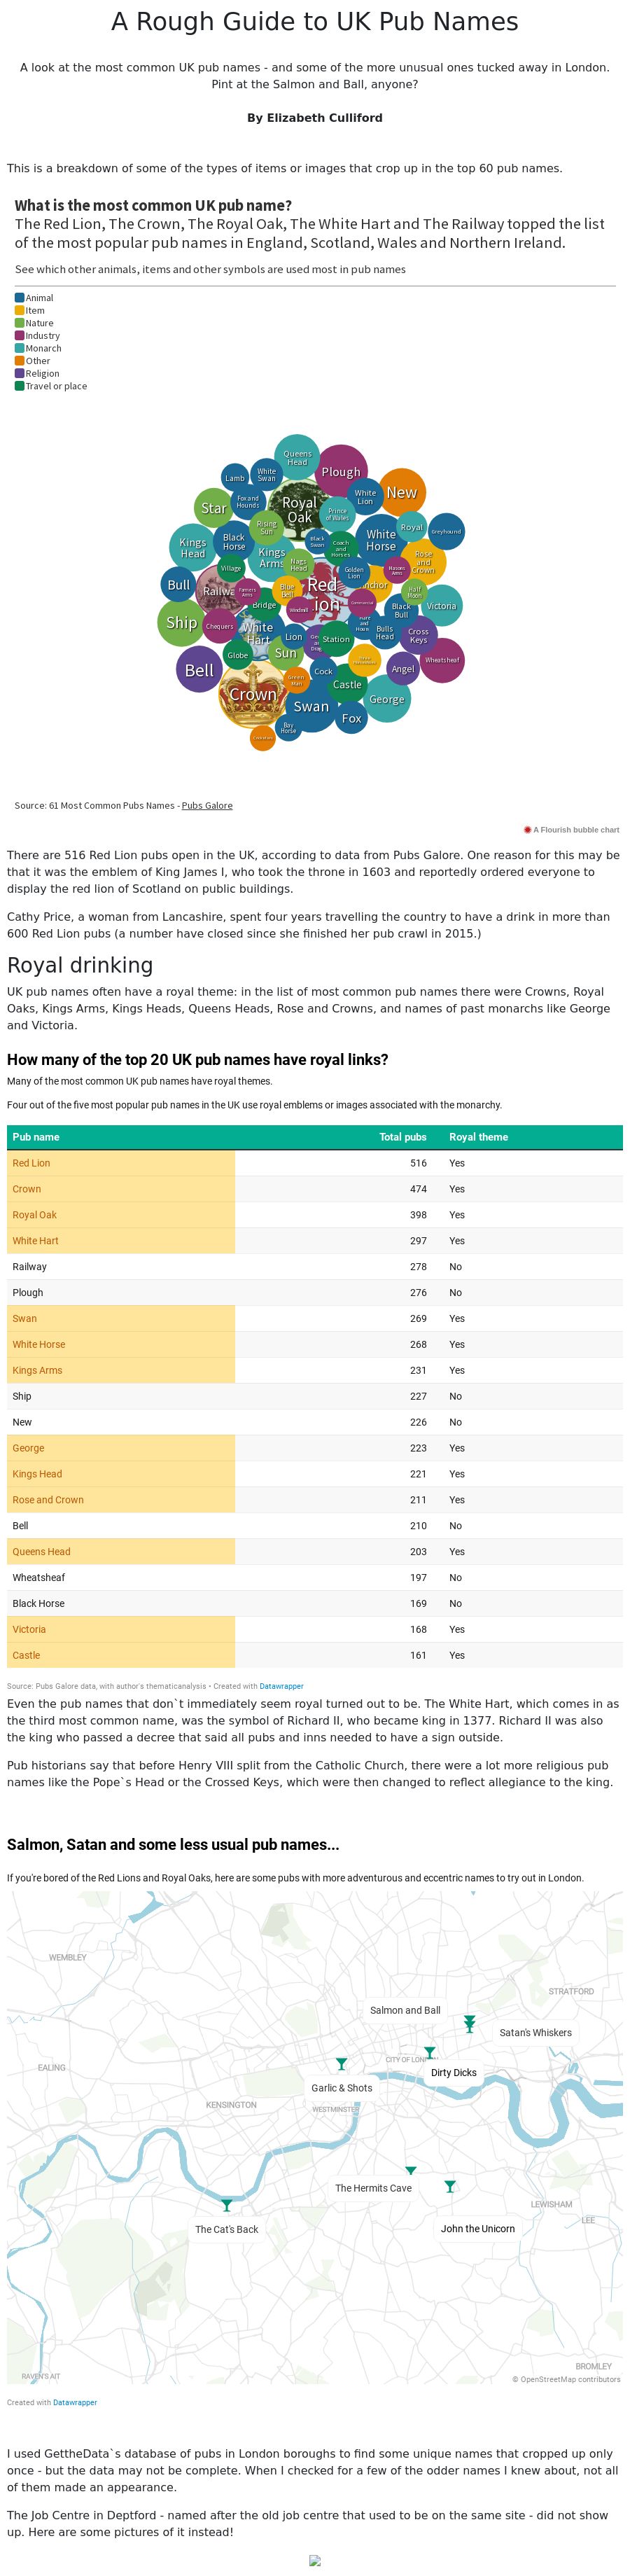 A Rough Guide to UK Pub Names
A look at the most common UK pub names - and some of the more unusual ones tucked away in London.
Pint at the Salmon and Ball, anyone?
By Elizabeth Culliford
This is a breakdown of some of the types of items or images that crop up in the top 60 pub names.
What is the most common UK pub name?
The Red Lion, The Crown, The Royal Oak, The White Hart and The Railway topped the list
of the most popular pub names in England, Scotland, Wales and Northern Ireland.
See which other animals, items and other symbols are used most in pub names
Animal
Item
Nature
Industry
Monarch
Other
Religion
Travel or place
Queens
Head
Plough
White
Swan
Lamb
White
Lion
New
Fox and
Hounds
Royal
Oak
Star
Prince
of Wales
Rising
Sun
Royal
Greyhound
Kings
Head
Black
Horse
Black
Swan
White
Horse
Coach
and
Horses
Kings
Arms
Rose
and
Crown
Nags
Head
Village
Golden
Lion
Masons
Arms
Bull
Railway
Farmers
Arms
Blue
Bell
Red
Lion
Anchor
Half
Moon
Bridge
Windmill
Commercial
Black
Bull
Victoria
Ship
Chequers
White
Hart
Lion
Station
Hare
and
Hounds
Bulls
Head
Cross
Keys
Globe
Sun
Wheatsheaf
Bell
Cock
Angel
Green
Man
Crown
Castle
George
Swan
Fox
Bay
Horse
Source: 61 Most Common Pubs Names - Pubs Galore
A Flourish bubble chart
There are 516 Red Lion pubs open in the UK, according to data from Pubs Galore. One reason for this may be
that it was the emblem of King James I, who took the throne in 1603 and reportedly ordered everyone to
display the red lion of Scotland on public buildings.
Cathy Price, a woman from Lancashire, spent four years travelling the country to have a drink in more than
600 Red Lion pubs (a number have closed since she finished her pub crawl in 2015.)
Royal drinking
UK pub names often have a royal theme: in the list of most common pub names there were Crowns, Royal
Oaks, Kings Arms, Kings Heads, Queens Heads, Rose and Crowns, and names of past monarchs like George
and Victoria.
How many of the top 20 UK pub names have royal links?
Many of the most common UK pub names have royal themes.
Four out of the five most popular pub names in the UK use royal emblems or images associated with the monarchy.
Pub name Total pubs Royal theme
Red Lion 516 Yes
Crown 474 Yes
Royal Oak 398 Yes
White Hart 297 Yes
Railway 278 No
Plough 276 No
Swan 269 Yes
White Horse 268 Yes
Kings Arms 231 Yes
Ship 227 No
New 226 No
George 223 Yes
Kings Head 221 Yes
Rose and Crown 211 Yes
Bell 210 No
Queens Head 203 Yes
Wheatsheaf 197 No
Black Horse 169 No
Victoria 168 Yes
Castle 161 Yes
Source: Pubs Galore data, with author's thematicanalysis • Created with Datawrapper
Even the pub names that don`t immediately seem royal turned out to be. The White Hart, which comes in as
the third most common name, was the symbol of Richard II, who became king in 1377. Richard II was also
the king who passed a decree that said all pubs and inns needed to have a sign outside.
Pub historians say that before Henry VIII split from the Catholic Church, there were a lot more religious pub
names like the Pope`s Head or the Crossed Keys, which were then changed to reflect allegiance to the king.
Salmon, Satan and some less usual pub names...
If you're bored of the Red Lions and Royal Oaks, here are some pubs with more adventurous and eccentric names to try out in London.
WEMBLEY
STRATFORD
Salmon and Ball
Satan's Whiskers
CITY OF LONDON
EALING
Dirty Dicks
Garlic & Shots
KENSINGTON
WESTMINSTER
The Hermits Cave
LEWISHAM
LEE
The Cat's Back
John the Unicorn
BROMLEY
RAVEN'S AIT
© OpenStreetMap contributors
Created with Datawrapper
I used GettheData`s database of pubs in London boroughs to find some unique names that cropped up only
once - but the data may not be complete. When I checked for a few of the odder names I knew about, not all
of them made an appearance.
The Job Centre in Deptford - named after the old job centre that used to be on the same site - did not show
up. Here are some pictures of it instead!